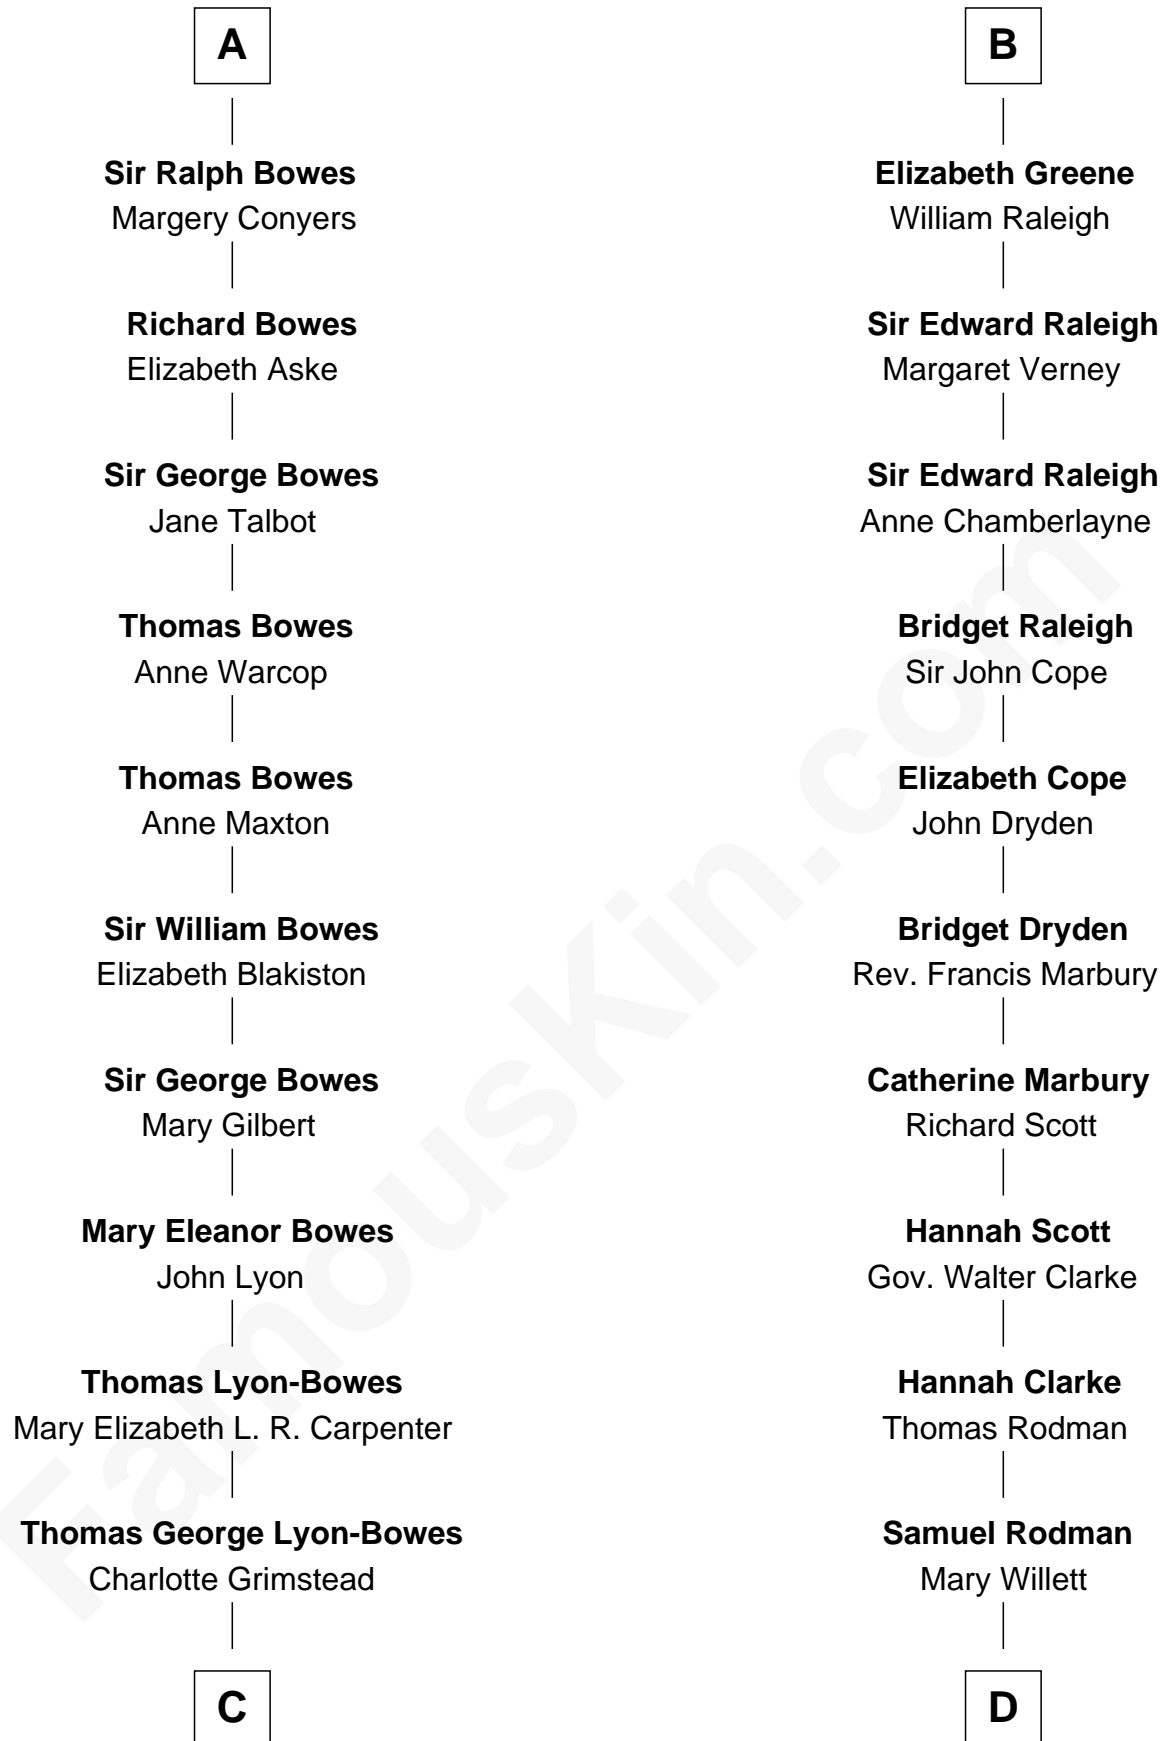 A
Sir Ralph Bowes
Margery Conyers
Richard Bowes
Elizabeth Aske
Sir George Bowes
Jane Talbot
Thomas Bowes
Anne Warcop
Thomas Bowes
Anne Maxton
Sir William Bowes
Elizabeth Blakiston
Sir George Bowes
Mary Gilbert
Mary Eleanor Bowes
John Lyon
Thomas Lyon-Bowes
Mary Elizabeth L. R. Carpenter
Thomas George Lyon-Bowes
Charlotte Grimstead
C
B
Elizabeth Greene
William Raleigh
Sir Edward Raleigh
Margaret Verney
Sir Edward Raleigh
Anne Chamberlayne
Bridget Raleigh
Sir John Cope
Elizabeth Cope
John Dryden
Bridget Dryden
Rev. Francis Marbury
Catherine Marbury
Richard Scott
Hannah Scott
Gov. Walter Clarke
Hannah Clarke
Thomas Rodman
Samuel Rodman
Mary Willett
D
FamousKin.com